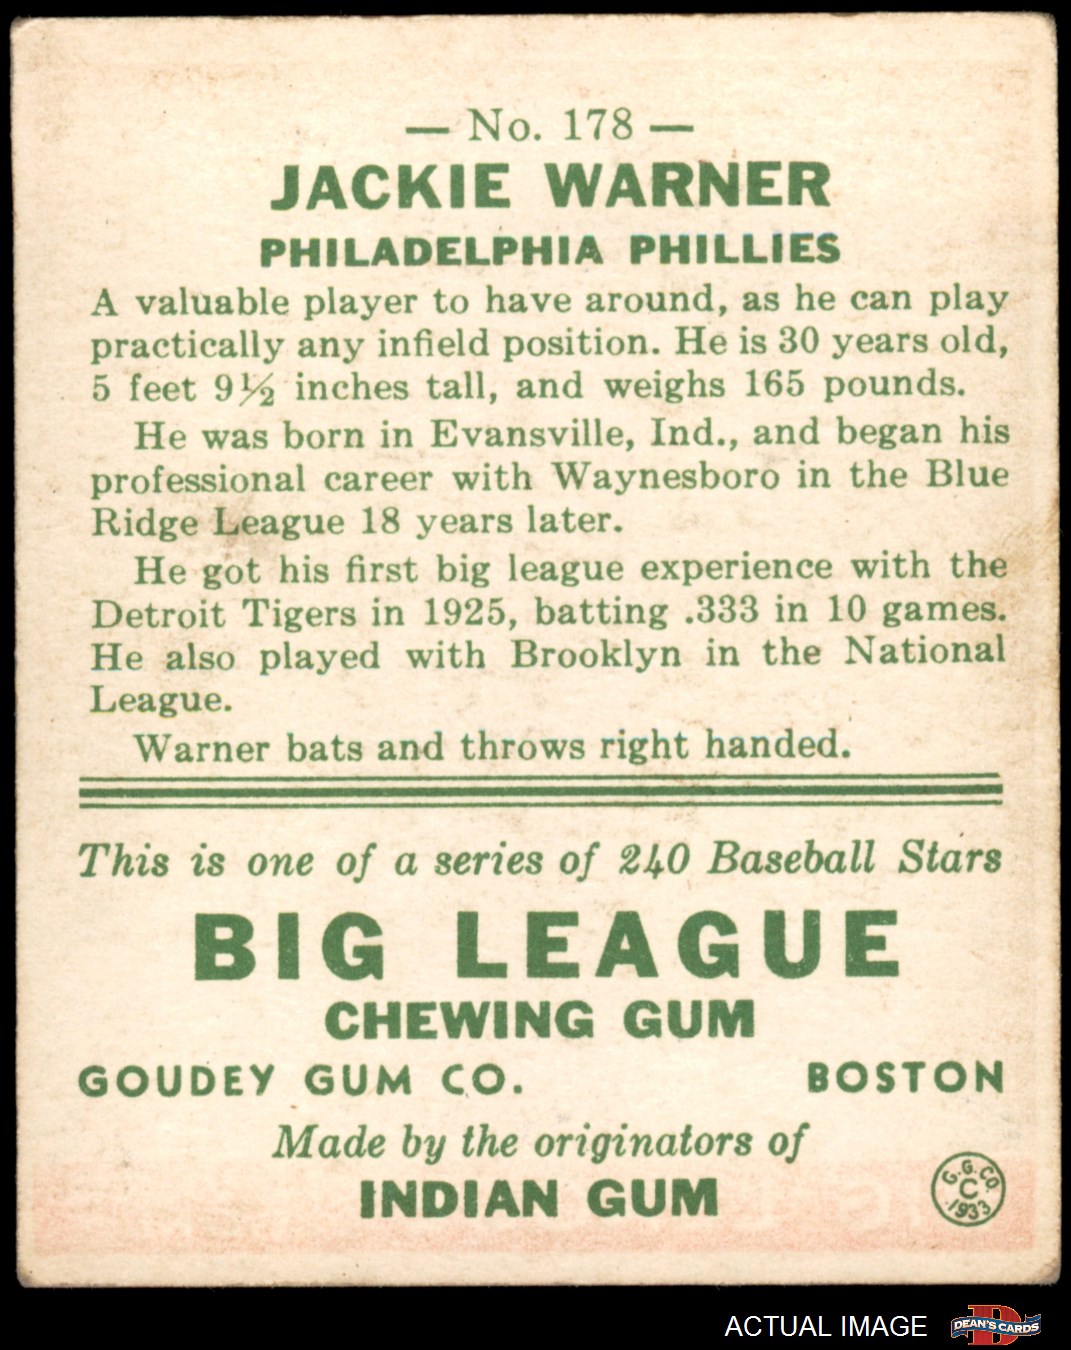 — No. 178 —
JACKIE WARNER
PHILADELPHIA PHILLIES
A valuable player to have around, as he can play
practically any infield position. He is 30 years old,
5 feet 9½ inches tall, and weighs 165 pounds.
He was born in Evansville, Ind., and began his
professional career with Waynesboro in the Blue
Ridge League 18 years later.
He got his first big league experience with the
Detroit Tigers in 1925, batting .333 in 10 games.
He also played with Brooklyn in the National
League.
Warner bats and throws right handed.
This is one of a series of 240 Baseball Stars
BIG LEAGUE
CHEWING GUM
GOUDEY GUM CO. BOSTON
Made by the originators of
INDIAN GUM
G.G.CO.
C
1933
ACTUAL IMAGE
D
DEAN'S CARDS